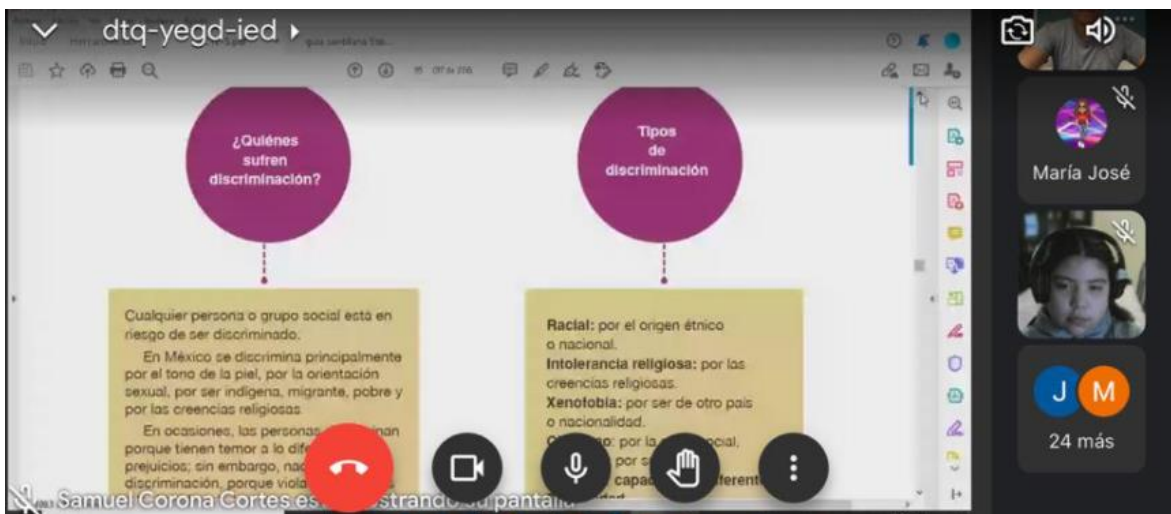 dtq-yegd-ied
¿Quiénes
sufren
discriminación?
Tipos
de
discriminación
Cualquier persona o grupo social está en
riesgo de ser discriminado.
En México se discrimina principalmente
por el tono de la piel, por la orientación
sexual, por ser indígena, migrante, pobre y
por las creencias religiosas
En ocasiones, las personas
porque tienen temor a lo
prejuicios; sin embargo,
discriminación, porque
Racial: por el origen étnico
o nacional.
Intolerancia religiosa: por las
creencias religiosas.
Xenofobia: por ser de otro país
o nacionalidad.
por la
por
María José
J M
24 más
Samuel Corona Cortes está mostrando su pantalla